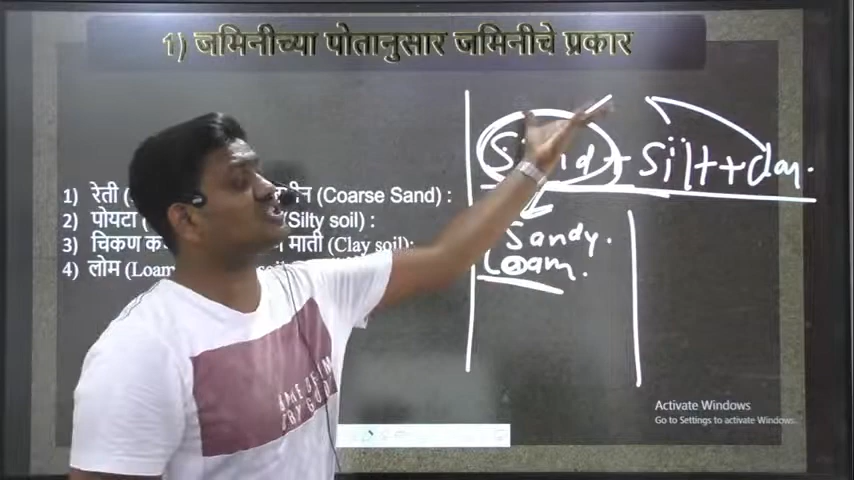 1) जमिनीच्या पोतानुसार जमिनीचे प्रकार
+ Silt + Clay.
Sandy.
Loam.
1) रेती (Coarse Sand) :
2) पोयटा (Silty soil) :
3) चिकण माती (Clay soil):
4) लोम (Loam
Activate Windows
Go to Settings to activate Windows.